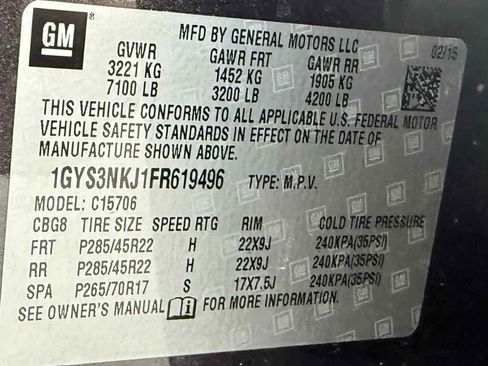 GM
MFD BY GENERAL MOTORS LLC
GVWR GAWR FRT GAWR RR 02/15
3221 KG 1452 KG 1905 KG
7100 LB 3200 LB 4200 LB
THIS VEHICLE CONFORMS TO ALL APPLICABLE U.S. FEDERAL MOTOR
VEHICLE SAFETY STANDARDS IN EFFECT ON THE DATE OF
MANUFACTURE SHOWN ABOVE.
1GYS3NKJ1FR619496 TYPE: M.P.V.
MODEL: C15706
CBG8 TIRE SIZE SPEED RTG RIM COLD TIRE PRESSURE
FRT P285/45R22 H 22X9J 240KPA(35PSI)
RR P285/45R22 H 22X9J 240KPA(35PSI)
SPA P265/70R17 S 17X7.5J 240KPA(35PSI)
SEE OWNER'S MANUAL FOR MORE INFORMATION.